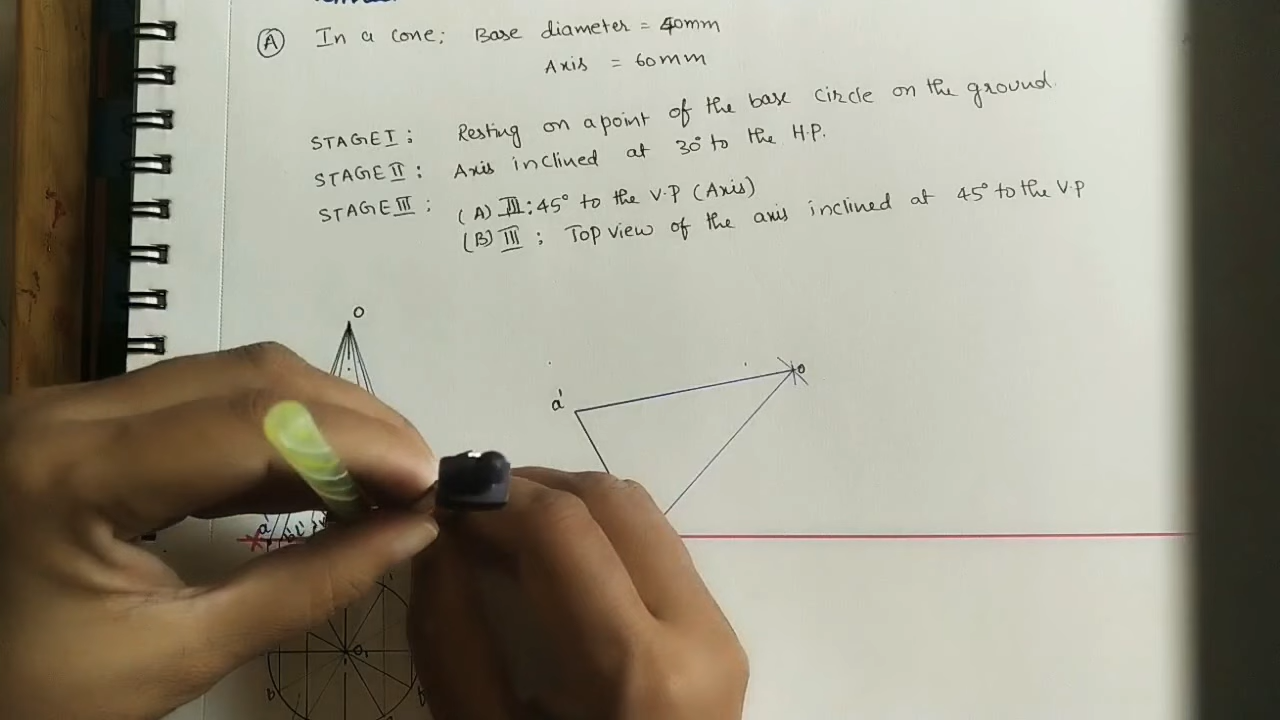 Ⓐ In a cone; Base diameter = 40mm
Axis = 60mm
STAGE I : Resting on a point of the base circle on the ground.
STAGE II : Axis inclined at 30° to the H.P.
STAGE III : (A) III : 45° to the V.P (Axis)
(B) III ; Top view of the axis inclined at 45° to the V.P
O
a' o
a'
O₁
b